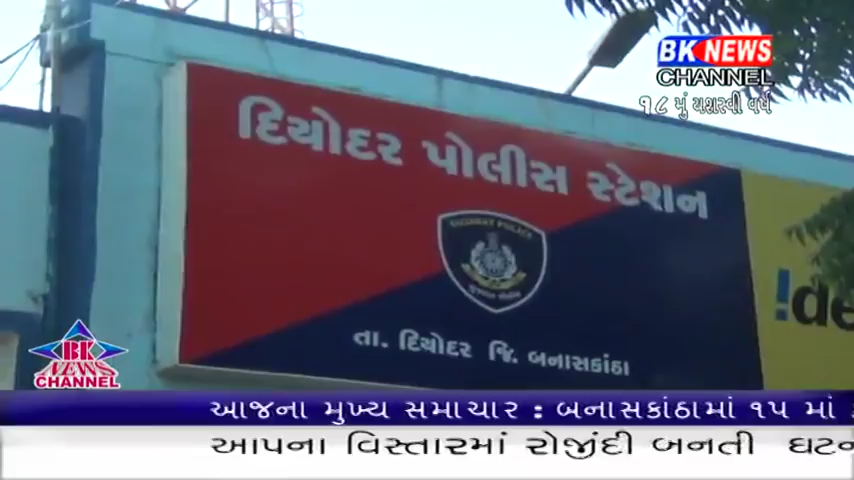 BK NEWS
CHANNEL
૧૮ મું યશસ્વી વર્ષ
દિયોદર પોલીસ સ્ટેશન
GUJARAT POLICE
તા. દિયોદર જિ. બનાસકાંઠા
!de
BK
NEWS
CHANNEL
આજના મુખ્ય સમાચાર : બનાસકાંઠામાં ૧૫ માં
આપના વિસ્તારમાં રોજીંદી બનતી ઘટન